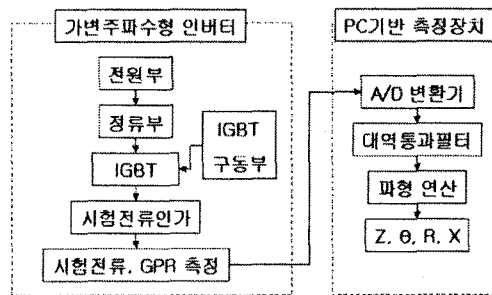 가변주파수형 인버터
전원부
정류부
IGBT
IGBT
구동부
시험전류인가
시험전류, GPR 측정
PC기반 측정장치
A/D 변환기
대역통과필터
파형 연산
Z, θ, R, X